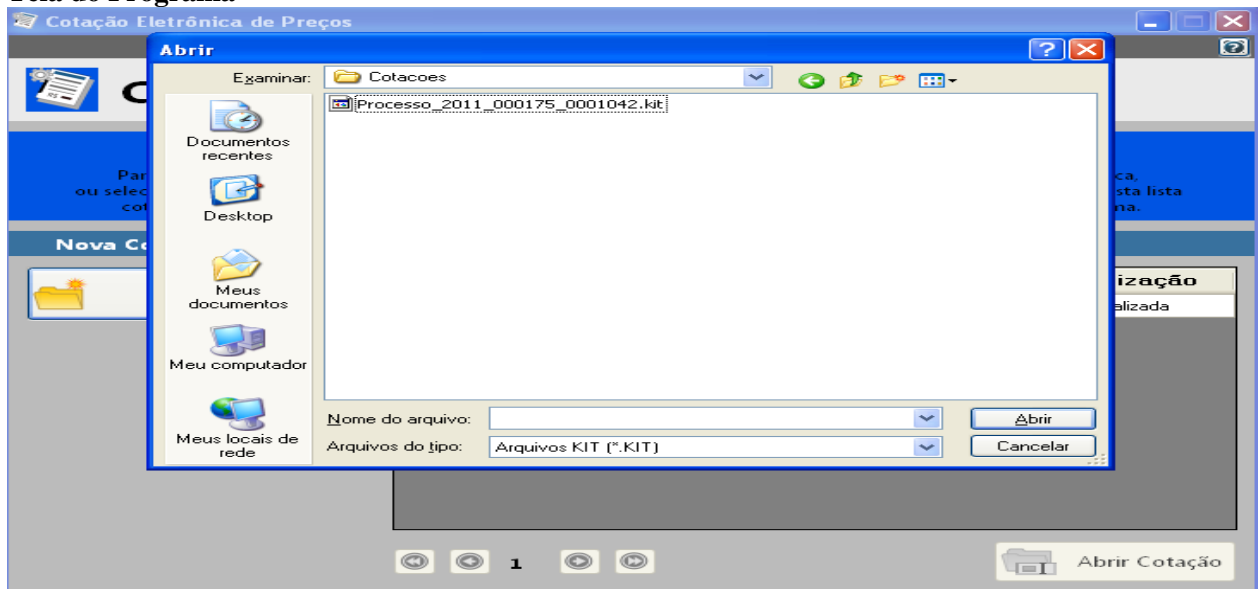 Tela do Programa
Cotação Eletrônica de Preços
Abrir
Examinar:
Cotacoes
C
Processo_2011_000175_0001042.kit
Documentos
recentes
Par
ca,
ou selec
sta lista
cot
na.
Desktop
Nova Co
Meus
documentos
ização
alizada
Meu computador
Nome do arquivo:
Abrir
Meus locais de
rede
Arquivos do tipo:
Arquivos KIT (*.KIT)
Cancelar
1
Abrir Cotação